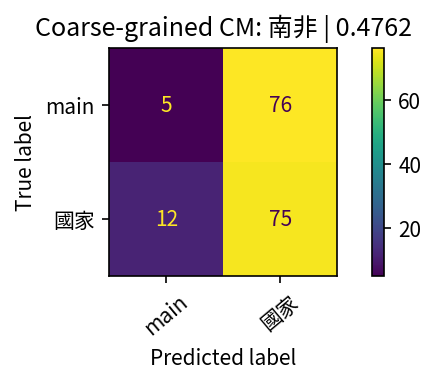 Coarse-grained CM: 南非 | 0.4762
True label
main
5
76
國家
12
75
main
國家
Predicted label
60
40
20